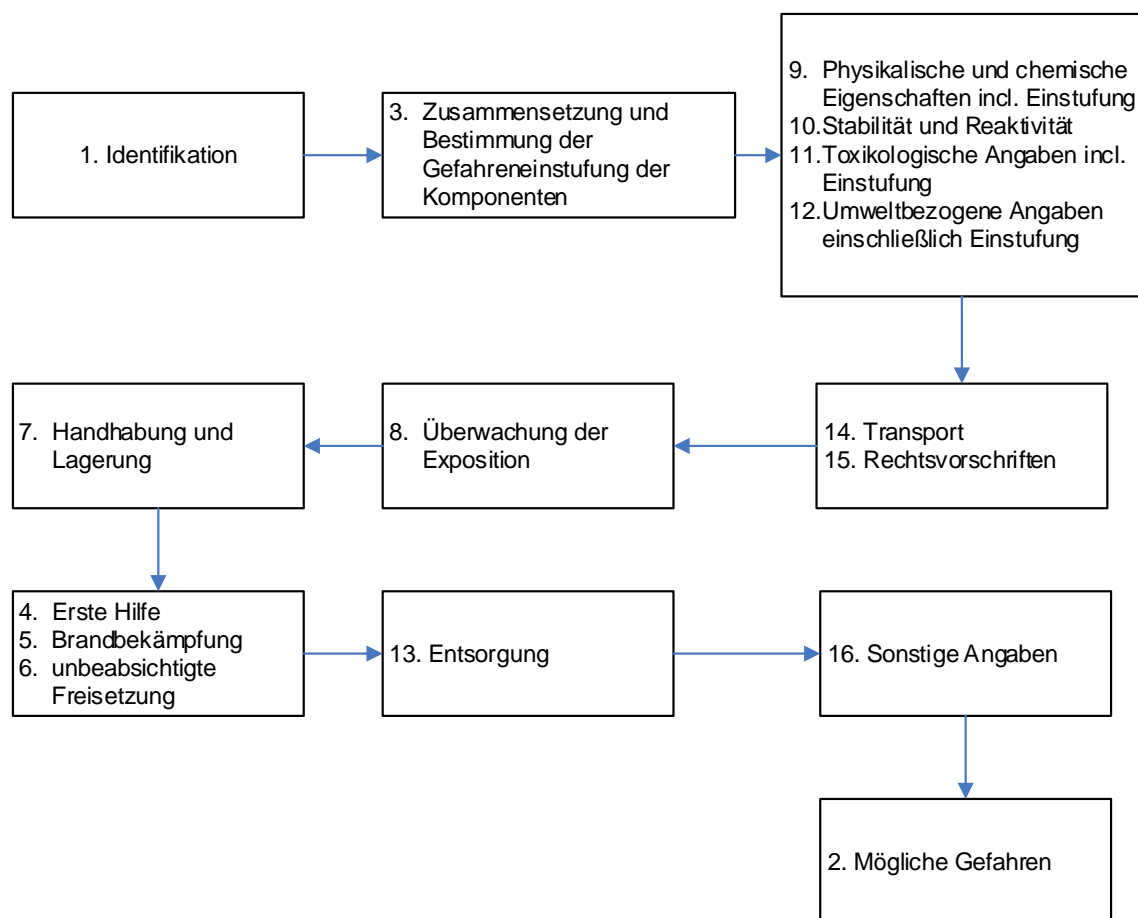 1. Identifikation
3. Zusammensetzung und
Bestimmung der
Gefahreneinstufung der
Komponenten
9. Physikalische und chemische
Eigenschaften incl. Einstufung
10.Stabilität und Reaktivität
11.Toxikologische Angaben incl.
Einstufung
12.Umweltbezogene Angaben
einschließlich Einstufung
7. Handhabung und
Lagerung
8. Überwachung der
Exposition
14. Transport
15. Rechtsvorschriften
4. Erste Hilfe
5. Brandbekämpfung
6. unbeabsichtigte
Freisetzung
13. Entsorgung
16. Sonstige Angaben
2. Mögliche Gefahren